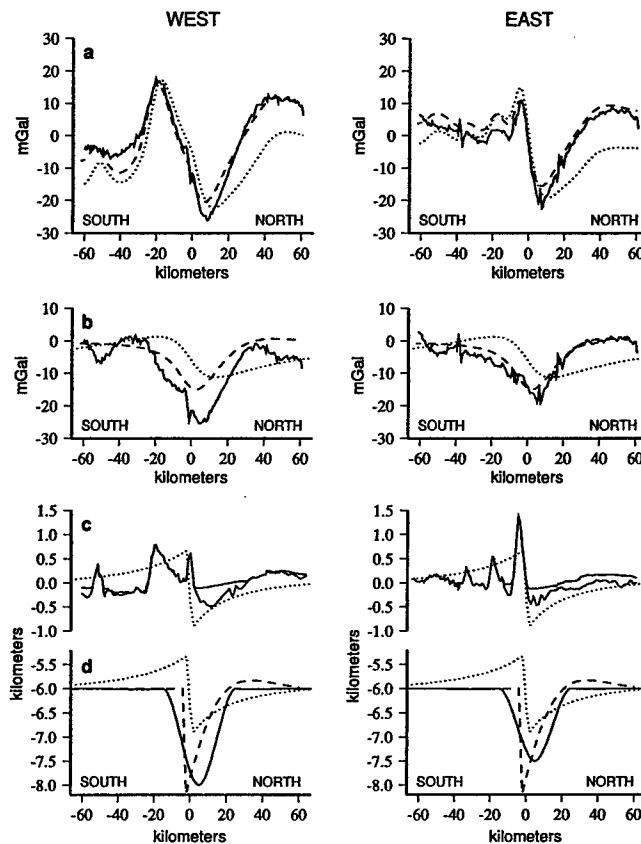 WEST EAST
a
30 30
20 20
10 10
0 0
-10 -10
-20 -20
-30 -30
mGal mGal
SOUTH NORTH SOUTH NORTH
-60 -40 -20 0 20 40 60 -60 -40 -20 0 20 40 60
kilometers kilometers
b
10 10
0 0
-10 -10
-20 -20
-30 -30
mGal mGal
SOUTH NORTH SOUTH NORTH
-60 -40 -20 0 20 40 60 -60 -40 -20 0 20 40 60
kilometers kilometers
c
1.5 1.5
1.0 1.0
0.5 0.5
0.0 0.0
-0.5 -0.5
-1.0 -1.0
kilometers kilometers
d
-5.5 -5.5
-6.0 -6.0
-6.5 -6.5
-7.0 -7.0
-7.5 -7.5
-8.0 -8.0
SOUTH NORTH SOUTH NORTH
-60 -40 -20 0 20 40 60 -60 -40 -20 0 20 40 60
kilometers kilometers